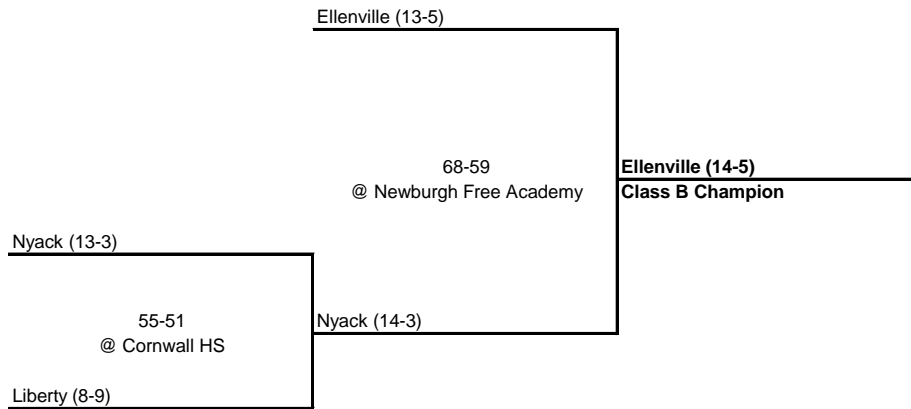 Ellenville (13-5)
68-59
@ Newburgh Free Academy
Ellenville (14-5)
Class B Champion
Nyack (13-3)
55-51
@ Cornwall HS
Nyack (14-3)
Liberty (8-9)